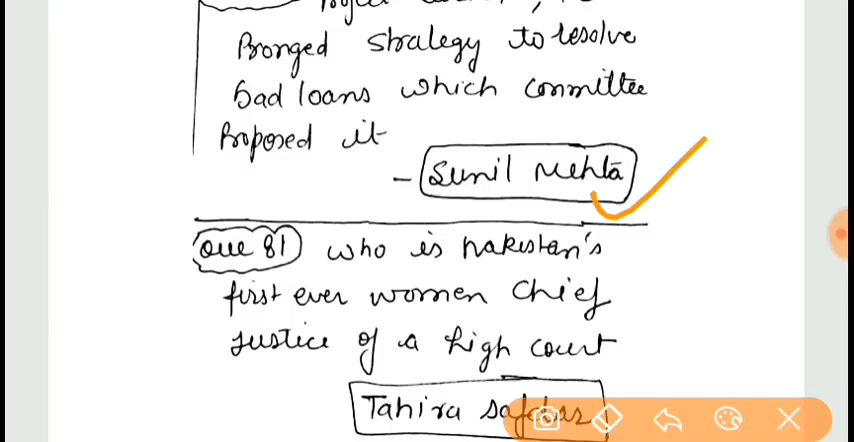 Pronged strategy to resolve
bad loans which committee
Proposed it
- Sunil Mehta
Que 81 who is pakistan's
first ever women chief
justice of a high court
Tahira